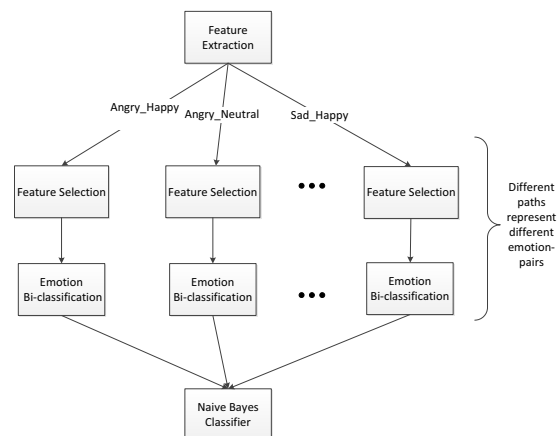 Feature
Extraction
Angry_Happy
Angry_Neutral
Sad_Happy
Feature Selection
Feature Selection
Feature Selection
Different
paths
represent
different
emotion-
pairs
Emotion
Bi-classification
Emotion
Bi-classification
Emotion
Bi-classification
Naive Bayes
Classifier